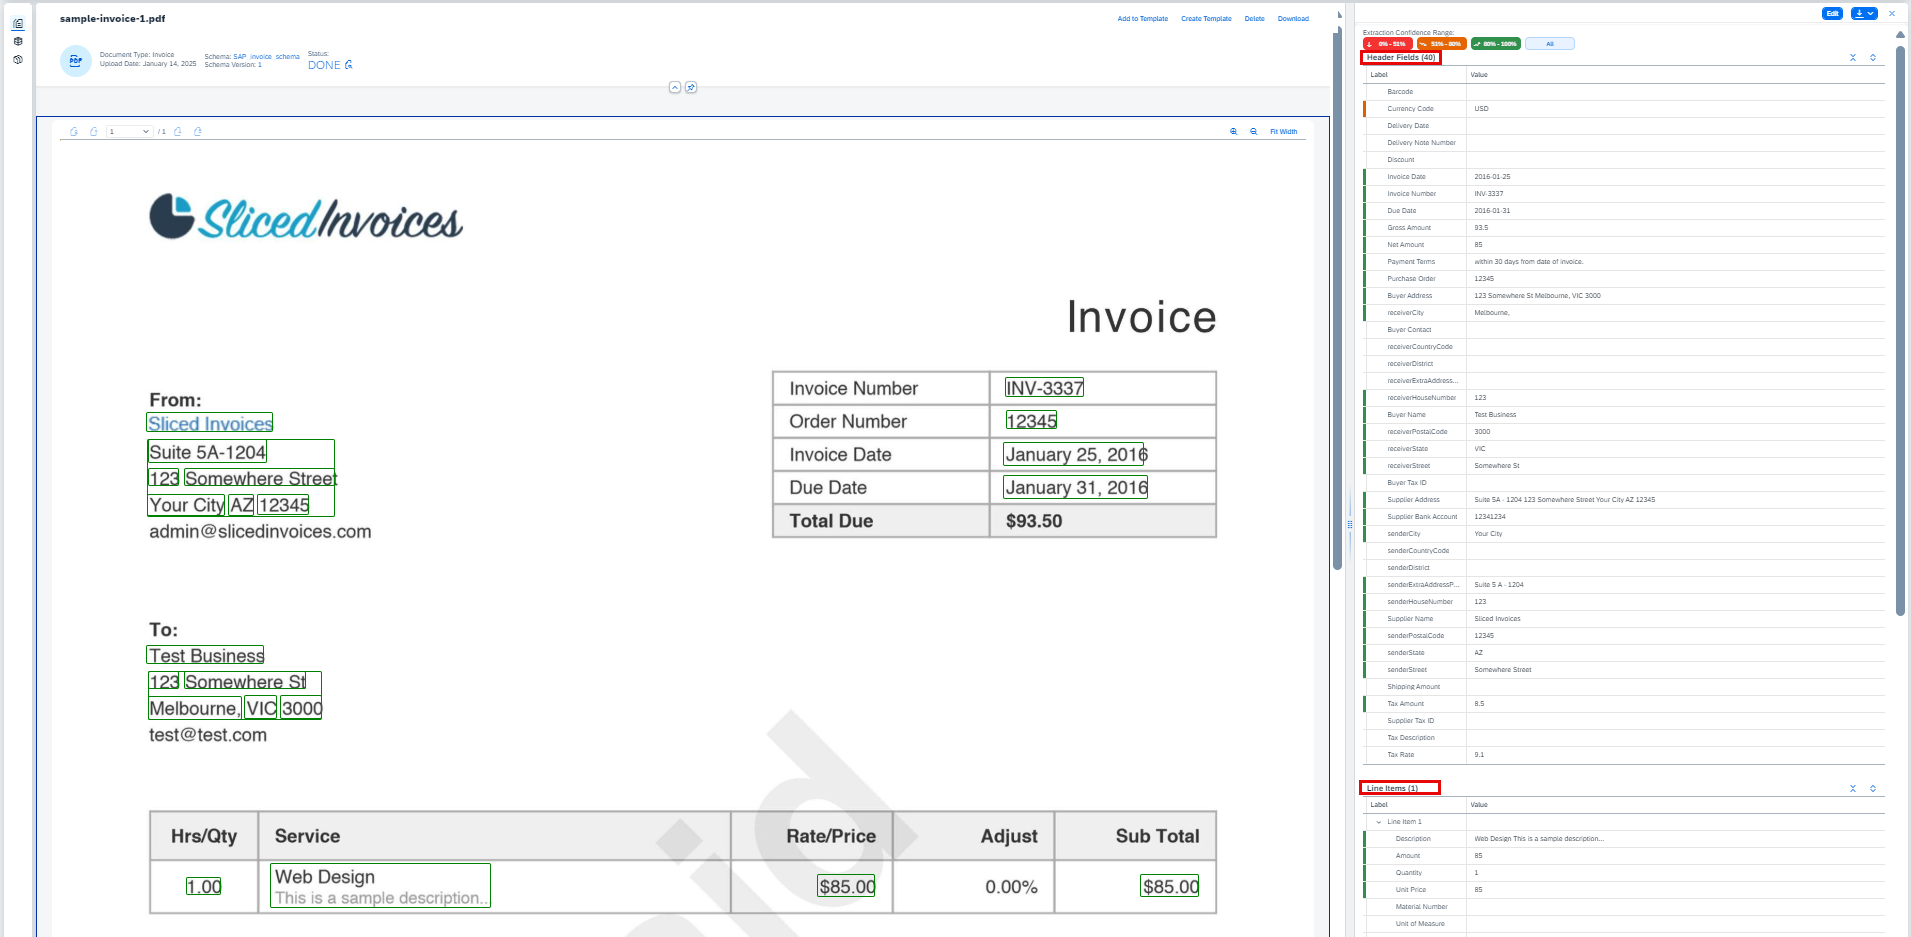 sample-invoice-1.pdf
Add to Template Create Template Delete Download
PDF
Document Type: Invoice
Upload Date: January 14, 2025
Schema: SAP_invoice_schema
Schema Version: 1
Status:
DONE
1 / 1
Fit Width
SlicedInvoices
Invoice
From:
Sliced Invoices
Suite 5A-1204
123 Somewhere Street
Your City AZ 12345
admin@slicedinvoices.com
Invoice Number INV-3337
Order Number 12345
Invoice Date January 25, 2016
Due Date January 31, 2016
Total Due $93.50
To:
Test Business
123 Somewhere St
Melbourne, VIC 3000
test@test.com
Hrs/Qty Service Rate/Price Adjust Sub Total
1.00 Web Design $85.00 0.00% $85.00
This is a sample description...
Edit
Extraction Confidence Range:
0% - 51% 51% - 80% 80% - 100% All
Header Fields (40)
Label Value
Barcode
Currency Code USD
Delivery Date
Delivery Note Number
Discount
Invoice Date 2016-01-25
Invoice Number INV-3337
Due Date 2016-01-31
Gross Amount 93.5
Net Amount 85
Payment Terms within 30 days from date of invoice.
Purchase Order 12345
Buyer Address 123 Somewhere St Melbourne, VIC 3000
receiverCity Melbourne,
Buyer Contact
receiverCountryCode
receiverDistrict
receiverExtraAddress...
receiverHouseNumber 123
Buyer Name Test Business
receiverPostalCode 3000
receiverState VIC
receiverStreet Somewhere St
Buyer Tax ID
Supplier Address Suite 5A - 1204 123 Somewhere Street Your City AZ 12345
Supplier Bank Account 12341234
senderCity Your City
senderCountryCode
senderDistrict
senderExtraAddressP... Suite 5 A - 1204
senderHouseNumber 123
Supplier Name Sliced Invoices
senderPostalCode 12345
senderState AZ
senderStreet Somewhere Street
Shipping Amount
Tax Amount 8.5
Supplier Tax ID
Tax Description
Tax Rate 9.1
Line Items (1)
Label Value
Line Item 1
Description Web Design This is a sample description...
Amount 85
Quantity 1
Unit Price 85
Material Number
Unit of Measure